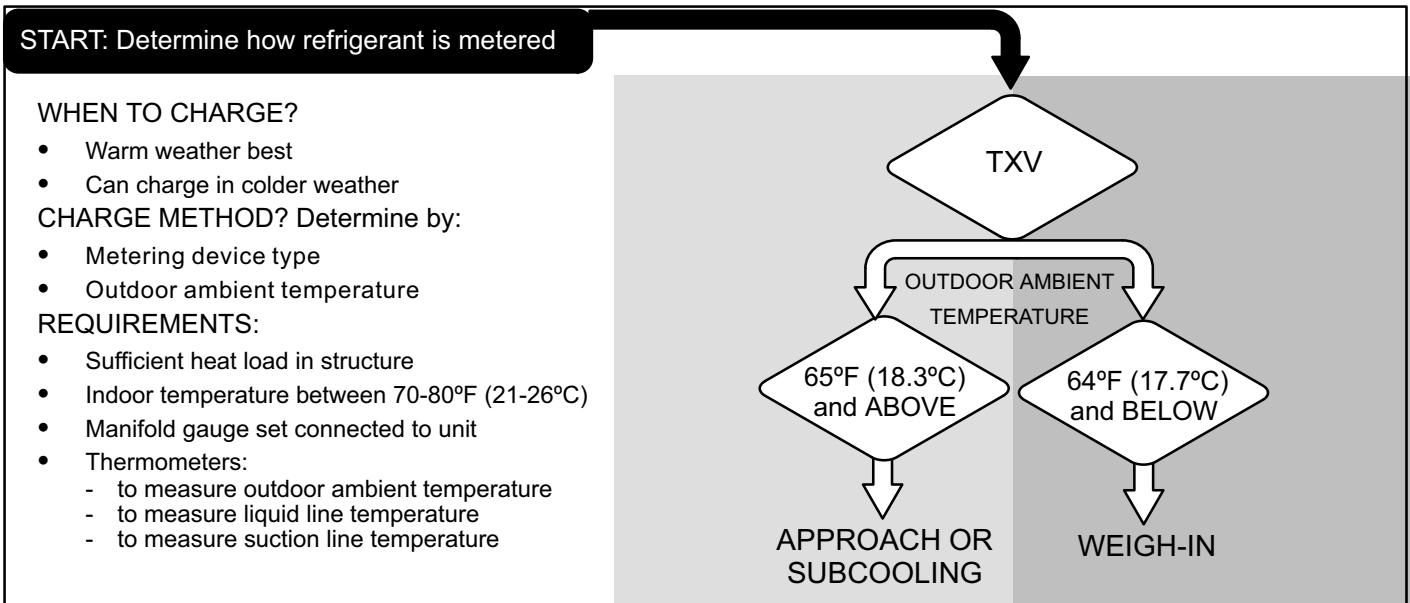 START: Determine how refrigerant is metered
WHEN TO CHARGE?
• Warm weather best
• Can charge in colder weather
CHARGE METHOD? Determine by:
• Metering device type
• Outdoor ambient temperature
REQUIREMENTS:
• Sufficient heat load in structure
• Indoor temperature between 70-80ºF (21-26ºC)
• Manifold gauge set connected to unit
• Thermometers:
- to measure outdoor ambient temperature
- to measure liquid line temperature
- to measure suction line temperature
TXV
OUTDOOR AMBIENT
TEMPERATURE
65ºF (18.3ºC)
and ABOVE
64ºF (17.7ºC)
and BELOW
APPROACH OR
SUBCOOLING
WEIGH-IN